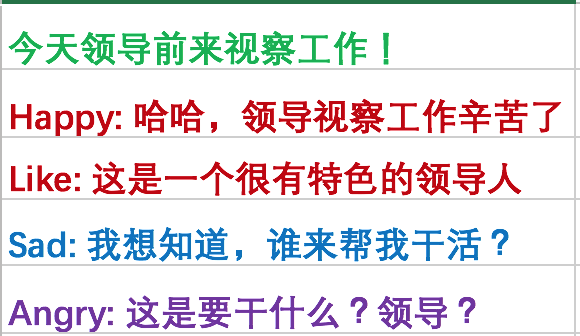 今天领导前来视察工作！
Happy: 哈哈，领导视察工作辛苦了
Like: 这是一个很有特色的领导人
Sad: 我想知道，谁来帮我干活？
Angry: 这是要干什么？领导？